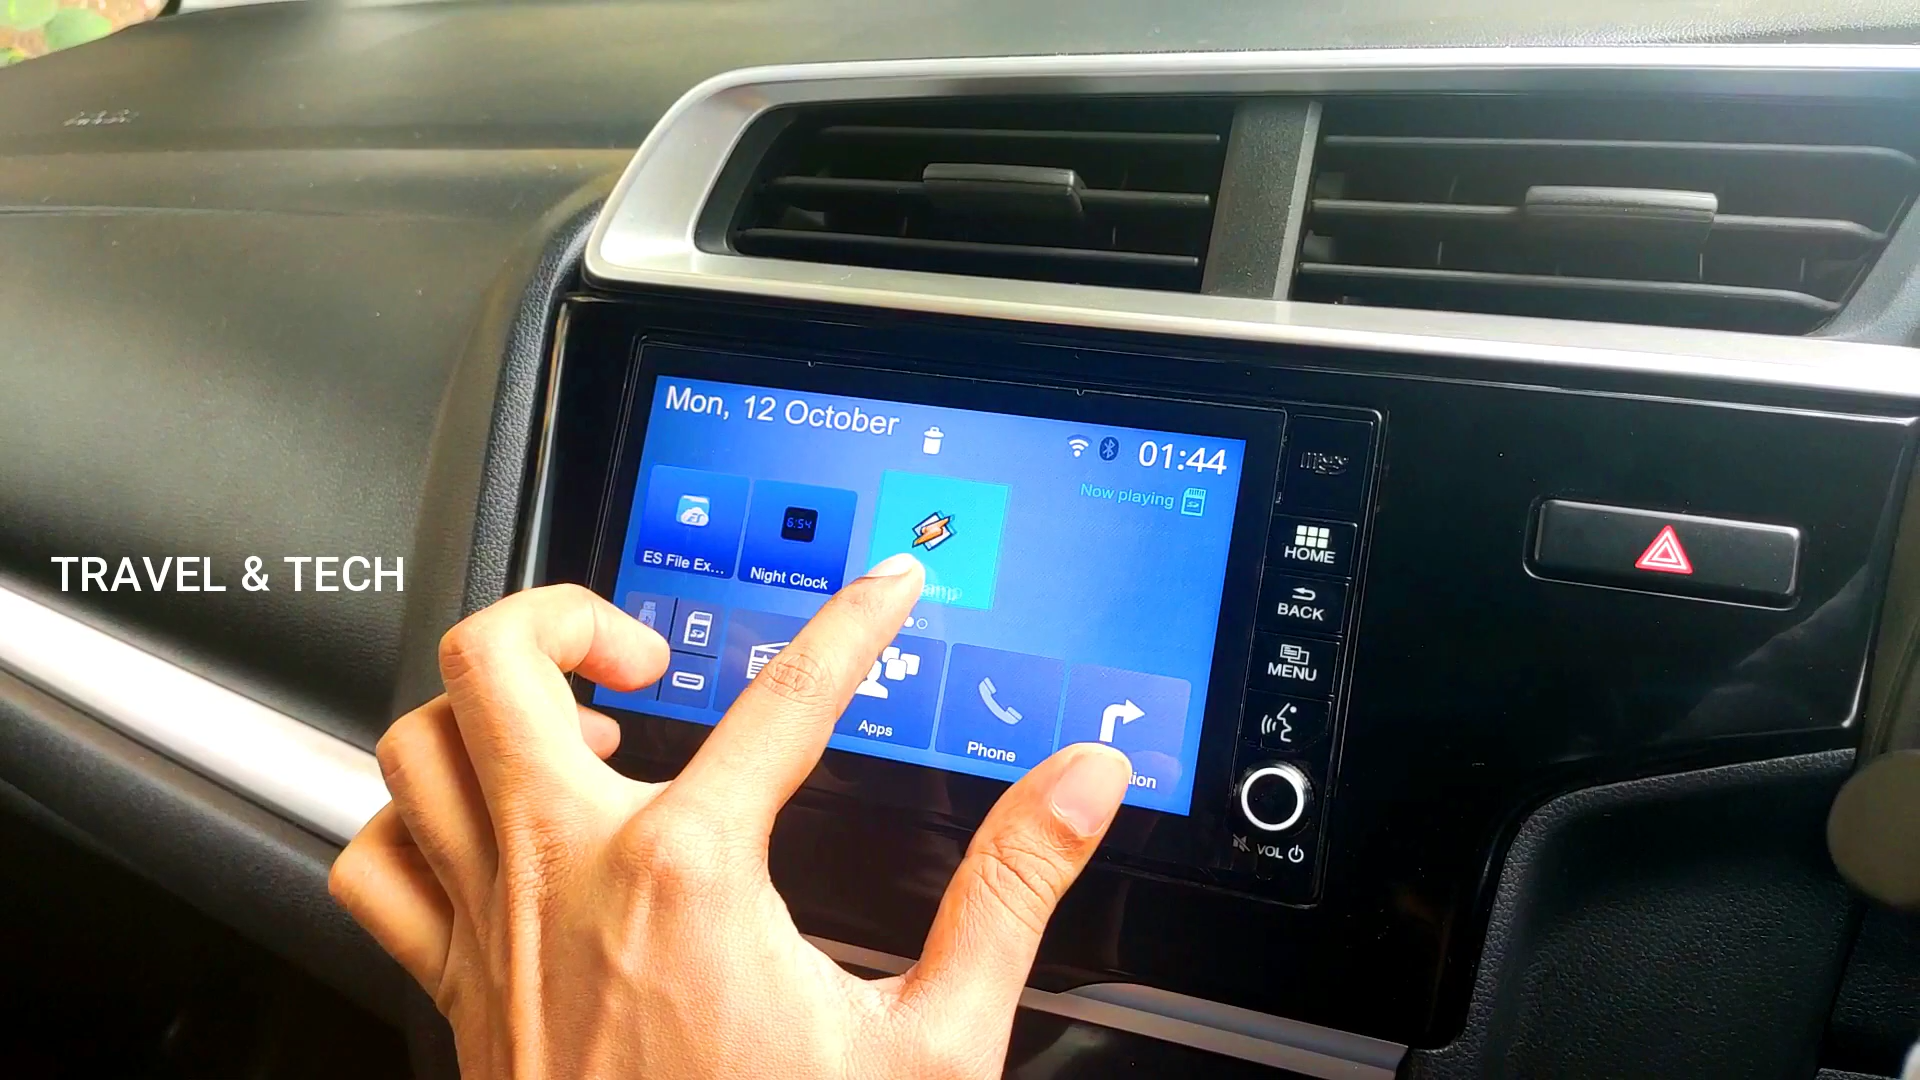 Mon, 12 October
01:44
Now playing
6:54
ES File Ex...
Night Clock
Apps
Phone
HOME
BACK
MENU
VOL
TRAVEL & TECH